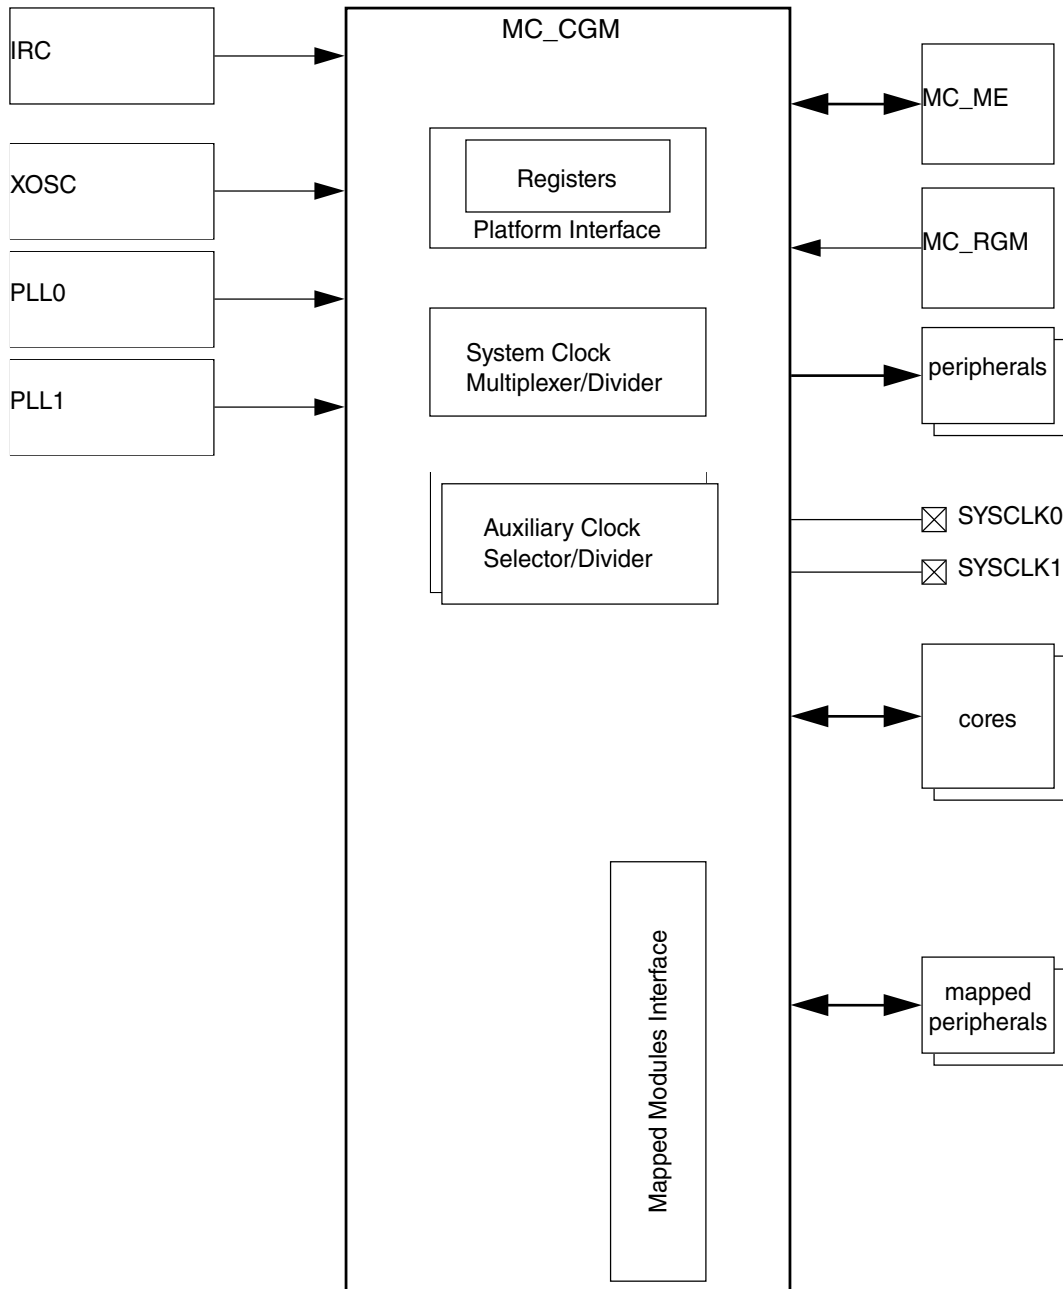 MC_CGM
IRC
XOSC
PLL0
PLL1
Registers
Platform Interface
System Clock
Multiplexer/Divider
Auxiliary Clock
Selector/Divider
Mapped Modules Interface
MC_ME
MC_RGM
peripherals
SYSCLK0
SYSCLK1
cores
mapped
peripherals